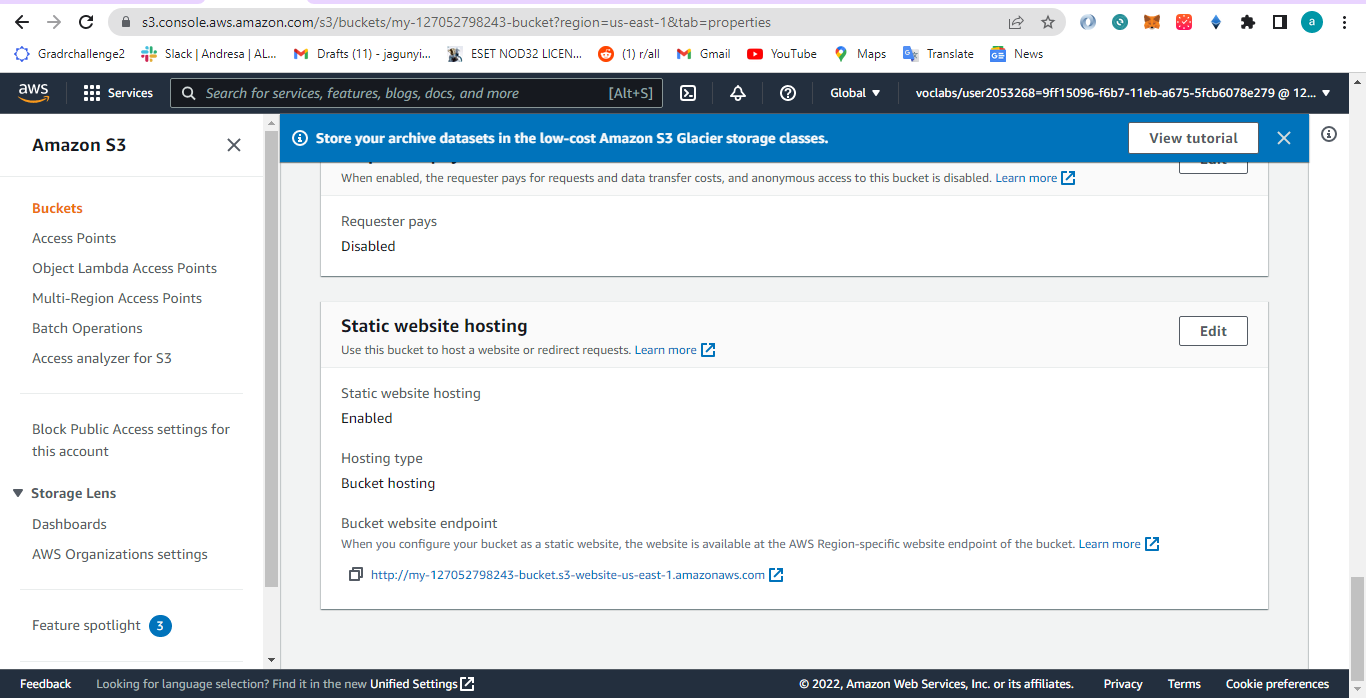 s3.console.aws.amazon.com/s3/buckets/my-127052798243-bucket?region=us-east-1&tab=properties
a
Gradrchallenge2
Slack | Andresa | AL...
Drafts (11) - jagunyi...
ESET NOD32 LICEN...
(1) r/all
Gmail
YouTube
Maps
Translate
News
aws
Services
Search for services, features, blogs, docs, and more
[Alt+S]
Global
voclabs/user2053268=9ff15096-f6b7-11eb-a675-5fcb6078e279 @ 12...
Amazon S3
Buckets
Access Points
Object Lambda Access Points
Multi-Region Access Points
Batch Operations
Access analyzer for S3
Block Public Access settings for
this account
Storage Lens
Dashboards
AWS Organizations settings
Feature spotlight 3
Store your archive datasets in the low-cost Amazon S3 Glacier storage classes.
View tutorial
When enabled, the requester pays for requests and data transfer costs, and anonymous access to this bucket is disabled. Learn more
Requester pays
Disabled
Static website hosting
Edit
Use this bucket to host a website or redirect requests. Learn more
Static website hosting
Enabled
Hosting type
Bucket hosting
Bucket website endpoint
When you configure your bucket as a static website, the website is available at the AWS Region-specific website endpoint of the bucket. Learn more
http://my-127052798243-bucket.s3-website-us-east-1.amazonaws.com
Feedback
Looking for language selection? Find it in the new Unified Settings
© 2022, Amazon Web Services, Inc. or its affiliates.
Privacy
Terms
Cookie preferences